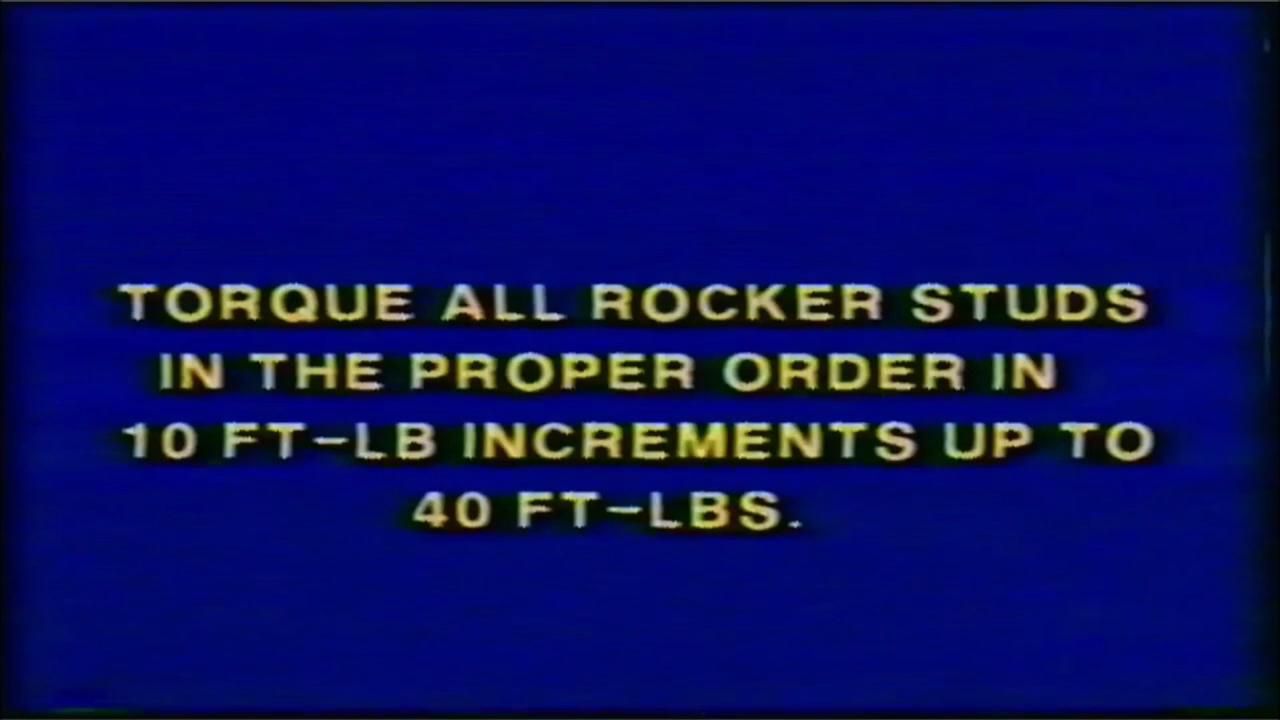 TORQUE ALL ROCKER STUDS
IN THE PROPER ORDER IN
10 FT-LB INCREMENTS UP TO
40 FT-LBS.